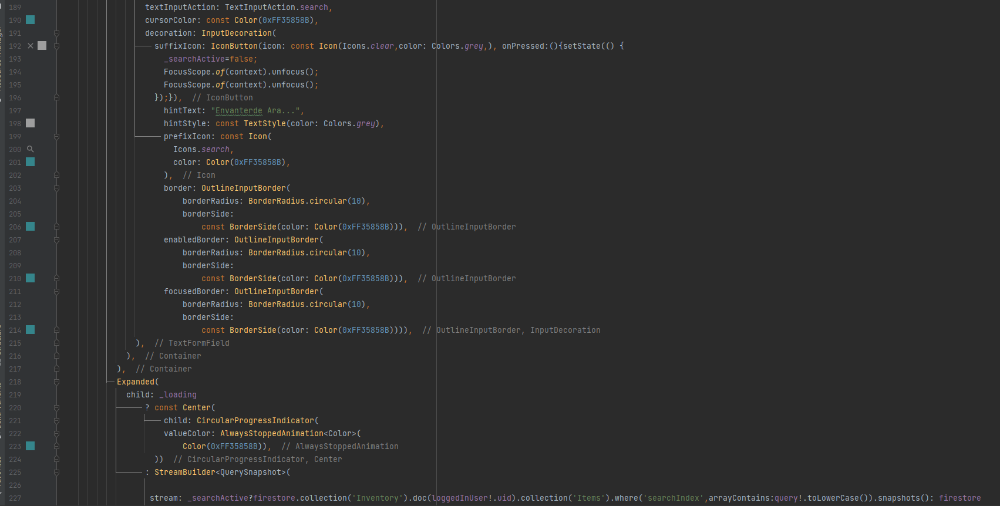 189 textInputAction: TextInputAction.search,
190 cursorColor: const Color(0xFF35858B),
191 decoration: InputDecoration(
192 suffixIcon: IconButton(icon: const Icon(Icons.clear,color: Colors.grey,), onPressed:(){setState(() {
193 _searchActive=false;
194 FocusScope.of(context).unfocus();
195 FocusScope.of(context).unfocus();
196 });}), // IconButton
197 hintText: "Envanterde Ara...",
198 hintStyle: const TextStyle(color: Colors.grey),
199 prefixIcon: const Icon(
200 Icons.search,
201 color: Color(0xFF35858B),
202 ), // Icon
203 border: OutlineInputBorder(
204 borderRadius: BorderRadius.circular(10),
205 borderSide:
206 const BorderSide(color: Color(0xFF35858B))), // OutlineInputBorder
207 enabledBorder: OutlineInputBorder(
208 borderRadius: BorderRadius.circular(10),
209 borderSide:
210 const BorderSide(color: Color(0xFF35858B))), // OutlineInputBorder
211 focusedBorder: OutlineInputBorder(
212 borderRadius: BorderRadius.circular(10),
213 borderSide:
214 const BorderSide(color: Color(0xFF35858B)))), // OutlineInputBorder, InputDecoration
215 ), // TextFormField
216 ), // Container
217 ), // Container
218 Expanded(
219 child: _loading
220 ? const Center(
221 child: CircularProgressIndicator(
222 valueColor: AlwaysStoppedAnimation<Color>(
223 Color(0xFF35858B)), // AlwaysStoppedAnimation
224 )) // CircularProgressIndicator, Center
225 : StreamBuilder<QuerySnapshot>(
226
227 stream: _searchActive?firestore.collection('Inventory').doc(loggedInUser!.uid).collection('Items').where('searchIndex',arrayContains:query!.toLowerCase()).snapshots(): firestore